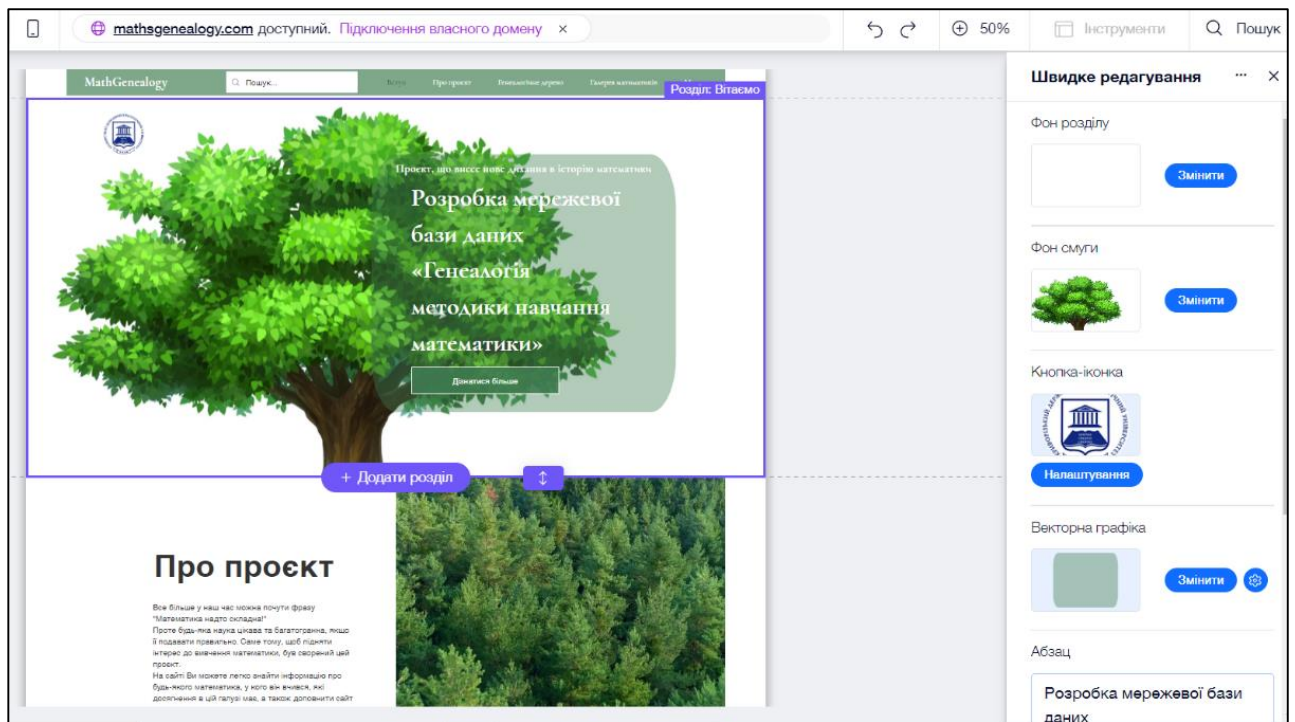 mathsgenealogy.com доступний. Підключення власного домену ×
50%
Інструменти
Пошук
MathGenealogy
Пошук...
Про проєкт
Генеалогічне дерево
Галерея математиків
Розділ: Вітаємо
Проєкт, що вносе нове дихання в історію математики
Розробка мережевої
бази даних
«Генеалогія
методики навчання
математики»
Дізнатися більше
+ Додати розділ
Про проєкт
Все більше у наш час можна почути фразу
"Математика надто складна!"
Проте будь-яка наука цікава та багатогранна, якщо
її подавати правильно. Саме тому, щоб підняти
інтерес до вивчення математики, був створений цей
проєкт.
На сайті Ви можете легко знайти інформацію про
будь-якого математика, у кого він вчився, які
досягнення в цій галузі має, а також доповнити сайт
Швидке редагування
Фон розділу
Змінити
Фон смуги
Змінити
Кнопка-іконка
Налаштування
Векторна графіка
Змінити
Абзац
Розробка мережевої бази
даних